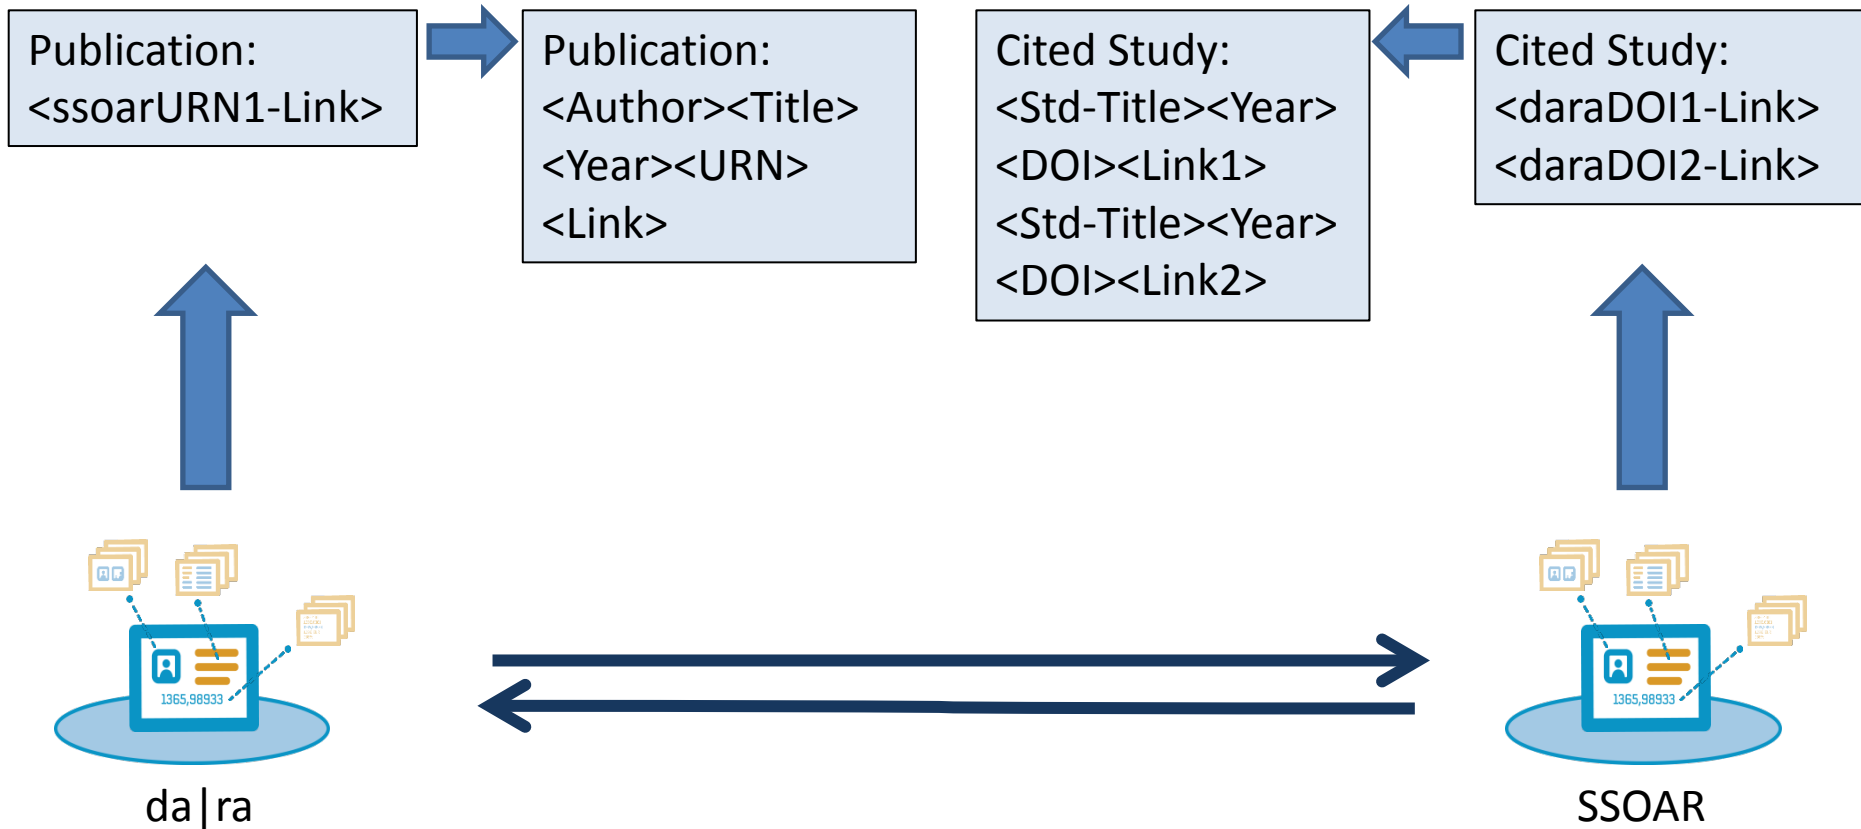 Publication:
<ssoarURN1-Link>
Publication:
<Author><Title>
<Year><URN>
<Link>
Cited Study:
<Std-Title><Year>
<DOI><Link1>
<Std-Title><Year>
<DOI><Link2>
Cited Study:
<daraDOI1-Link>
<daraDOI2-Link>
1365,98933
da|ra
1365,98933
SSOAR